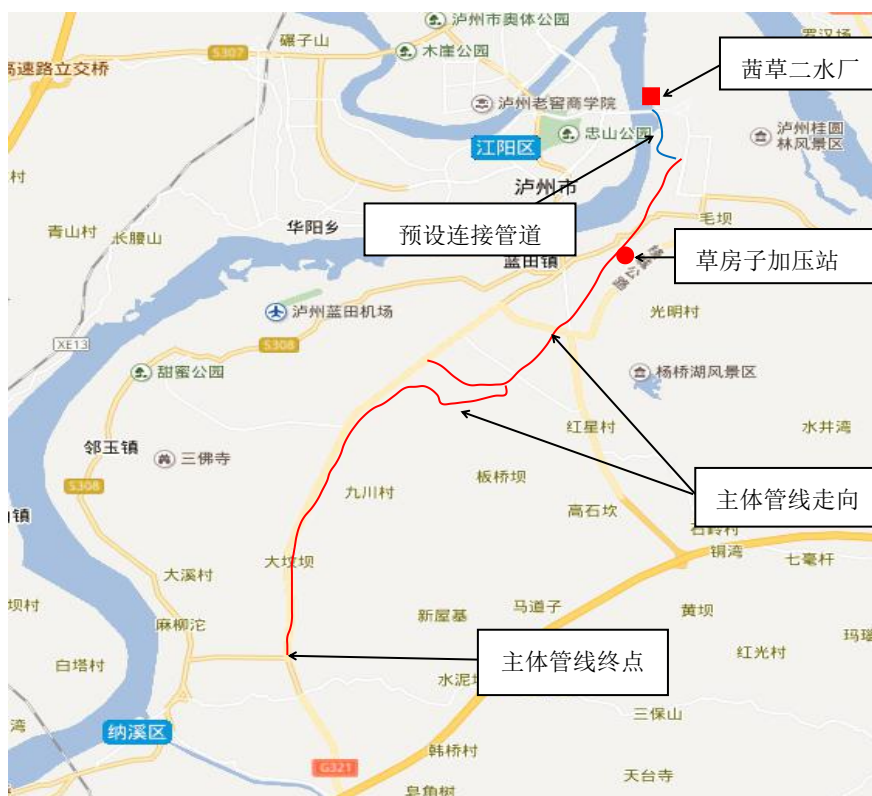 泸州市奥体公园
罗汉场
碾子山
S307
木崖公园
高速路立交桥
茜草二水厂
泸州老窖商学院
忠山公园
泸州桂圆
林风景区
江阳区
村
泸州市
毛坝
华阳乡
预设连接管道
青山村
长腰山
蓝田镇
草房子加压站
公路
泸州蓝田机场
光明村
XE13
S308
甜蜜公园
杨桥湖风景区
红星村
水井湾
邻玉镇
三佛寺
板桥坝
九川村
主体管线走向
S308
镇
高石坎
铜湾
七毫杆
大坟坝
大溪村
坝村
新屋基
马道子
黄坝
麻柳沱
玛瑙
主体管线终点
白塔村
红光村
水泥
湾
三保山
纳溪区
韩桥村
G321
天台寺
皂角树